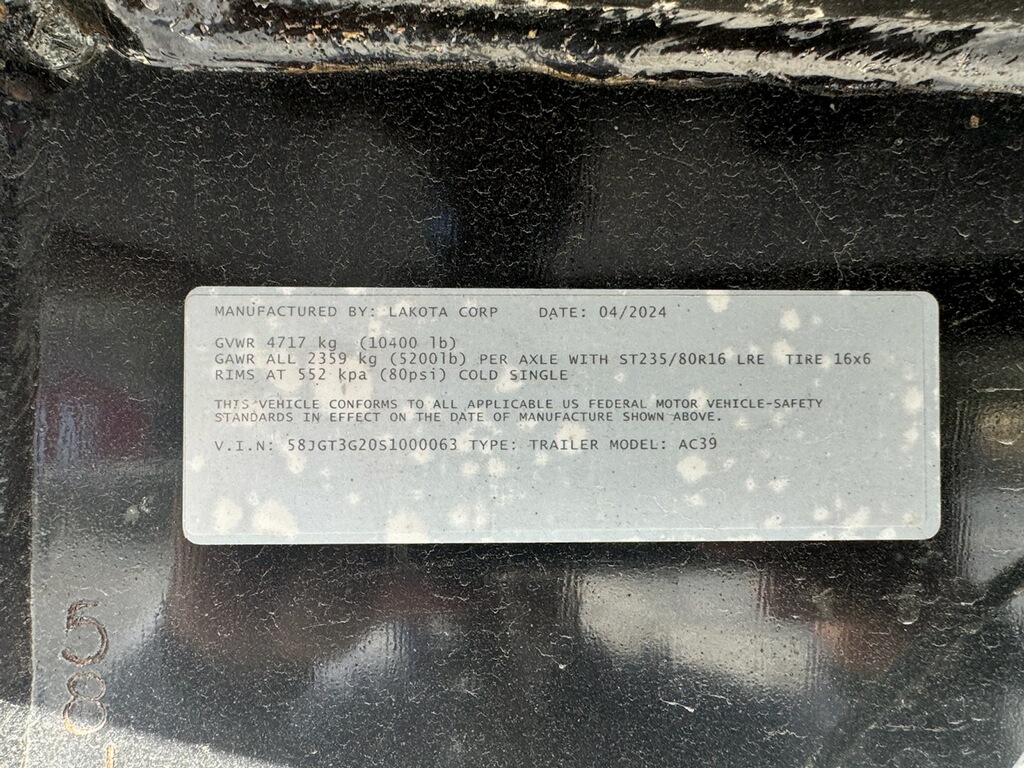 MANUFACTURED BY: LAKOTA CORP DATE: 04/2024
GVWR 4717 kg (10400 lb)
GAWR ALL 2359 kg (5200lb) PER AXLE WITH ST235/80R16 LRE TIRE 16x6
RIMS AT 552 kpa (80psi) COLD SINGLE
THIS VEHICLE CONFORMS TO ALL APPLICABLE US FEDERAL MOTOR VEHICLE-SAFETY
STANDARDS IN EFFECT ON THE DATE OF MANUFACTURE SHOWN ABOVE.
V.I.N: 58JGT3G20S1000063 TYPE: TRAILER MODEL: AC39
58